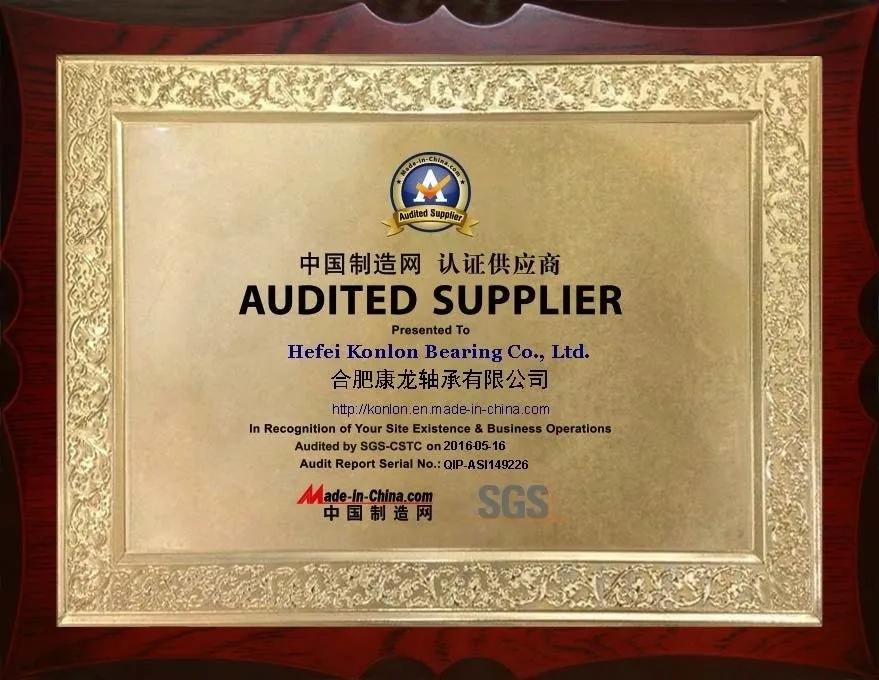 Made-in-China.com
Audited Supplier
中国制造网 认证供应商
AUDITED SUPPLIER
Presented To
Hefei Konlon Bearing Co., Ltd.
合肥康龙轴承有限公司
http://konlon.en.made-in-china.com
In Recognition of Your Site Existence & Business Operations
Audited by SGS-CSTC on 2016-05-16
Audit Report Serial No.: QIP-ASI149226
Made-in-China.com
中国制造网
SGS